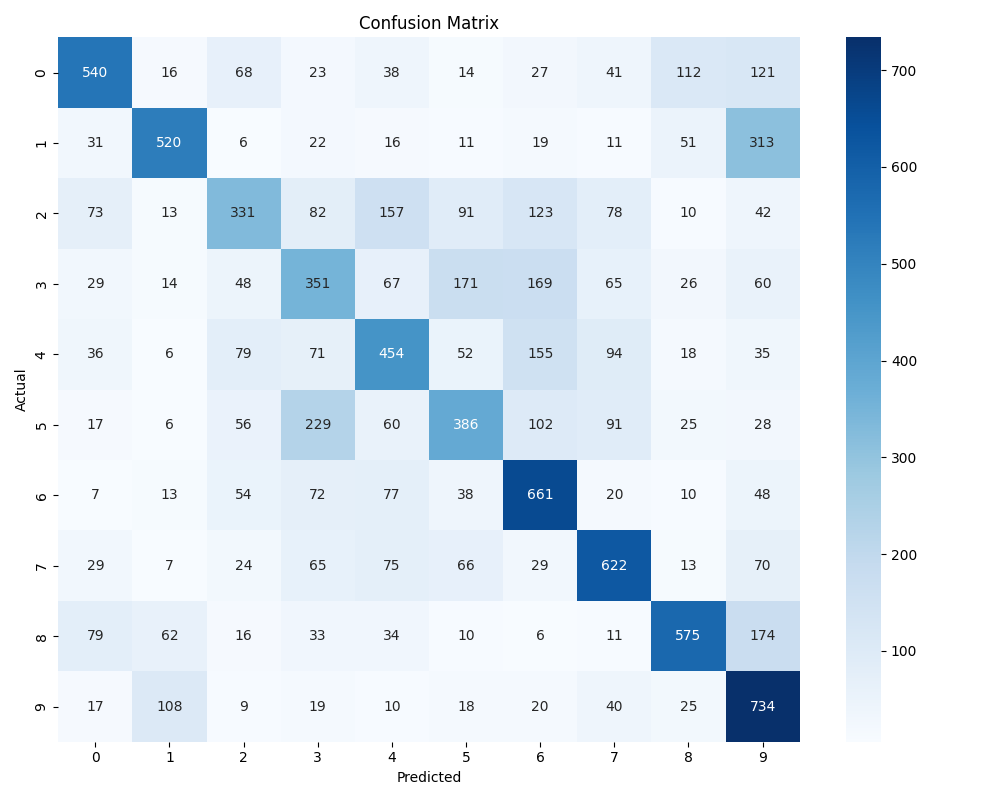 Confusion Matrix
0 540 16 68 23 38 14 27 41 112 121
1 31 520 6 22 16 11 19 11 51 313
2 73 13 331 82 157 91 123 78 10 42
3 29 14 48 351 67 171 169 65 26 60
4 36 6 79 71 454 52 155 94 18 35
5 17 6 56 229 60 386 102 91 25 28
6 7 13 54 72 77 38 661 20 10 48
7 29 7 24 65 75 66 29 622 13 70
8 79 62 16 33 34 10 6 11 575 174
9 17 108 9 19 10 18 20 40 25 734
0 1 2 3 4 5 6 7 8 9
Predicted
Actual
700
600
500
400
300
200
100